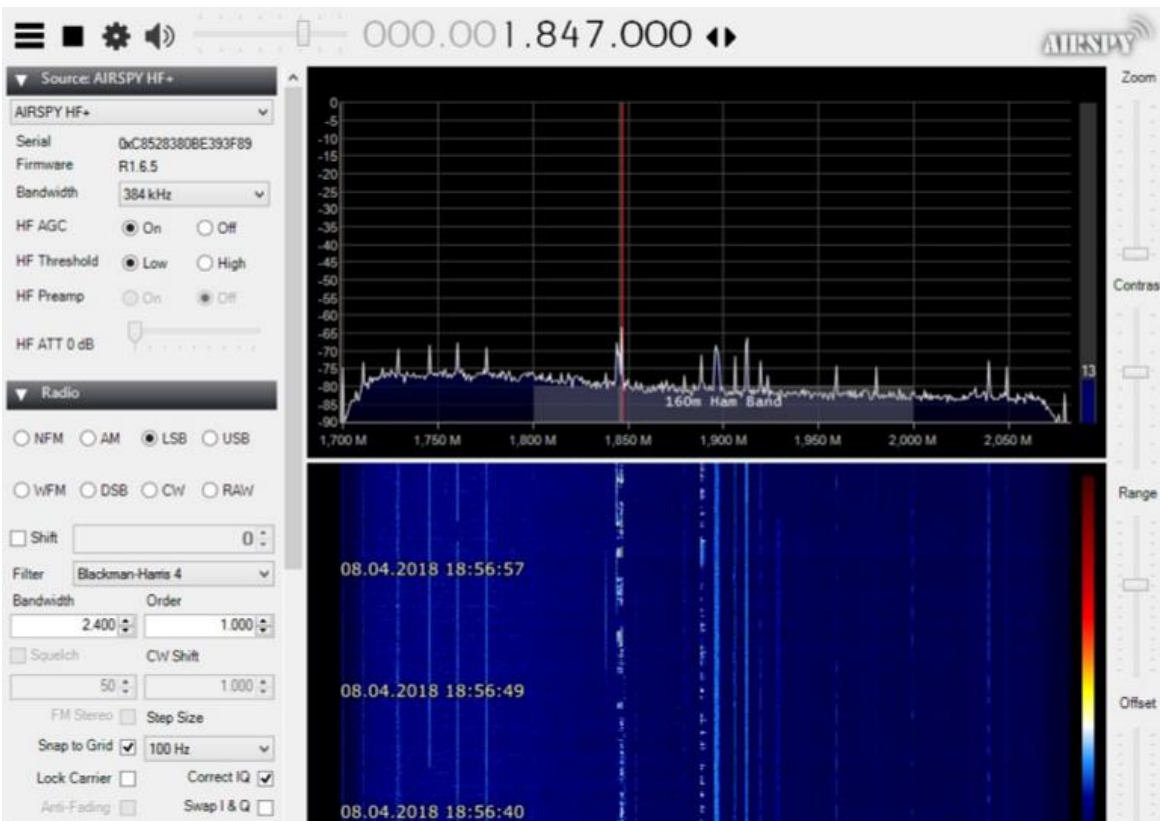 000.001.847.000
AIRSPY
Source: AIRSPY HF+
AIRSPY HF+
Serial 0xC8528380BE393F89
Firmware R1.6.5
Bandwidth 384 kHz
HF AGC On Off
HF Threshold Low High
HF Preamp On Off
HF ATT 0 dB
Radio
NFM AM LSB USB
WFM DSB CW RAW
Shift 0
Filter Blackman-Harris 4
Bandwidth Order
2.400 1.000
Squelch CW Shift
50 1.000
FM Stereo Step Size
Snap to Grid 100 Hz
Lock Carrier Correct IQ
Anti-Fading Swap I & Q
0
-5
-10
-15
-20
-25
-30
-35
-40
-45
-50
-55
-60
-65
-70
-75
-80
-85
-90
13
160m Ham Band
1,700 M 1,750 M 1,800 M 1,850 M 1,900 M 1,950 M 2,000 M 2,050 M
08.04.2018 18:56:57
08.04.2018 18:56:49
08.04.2018 18:56:40
Zoom
Contras
Range
Offset